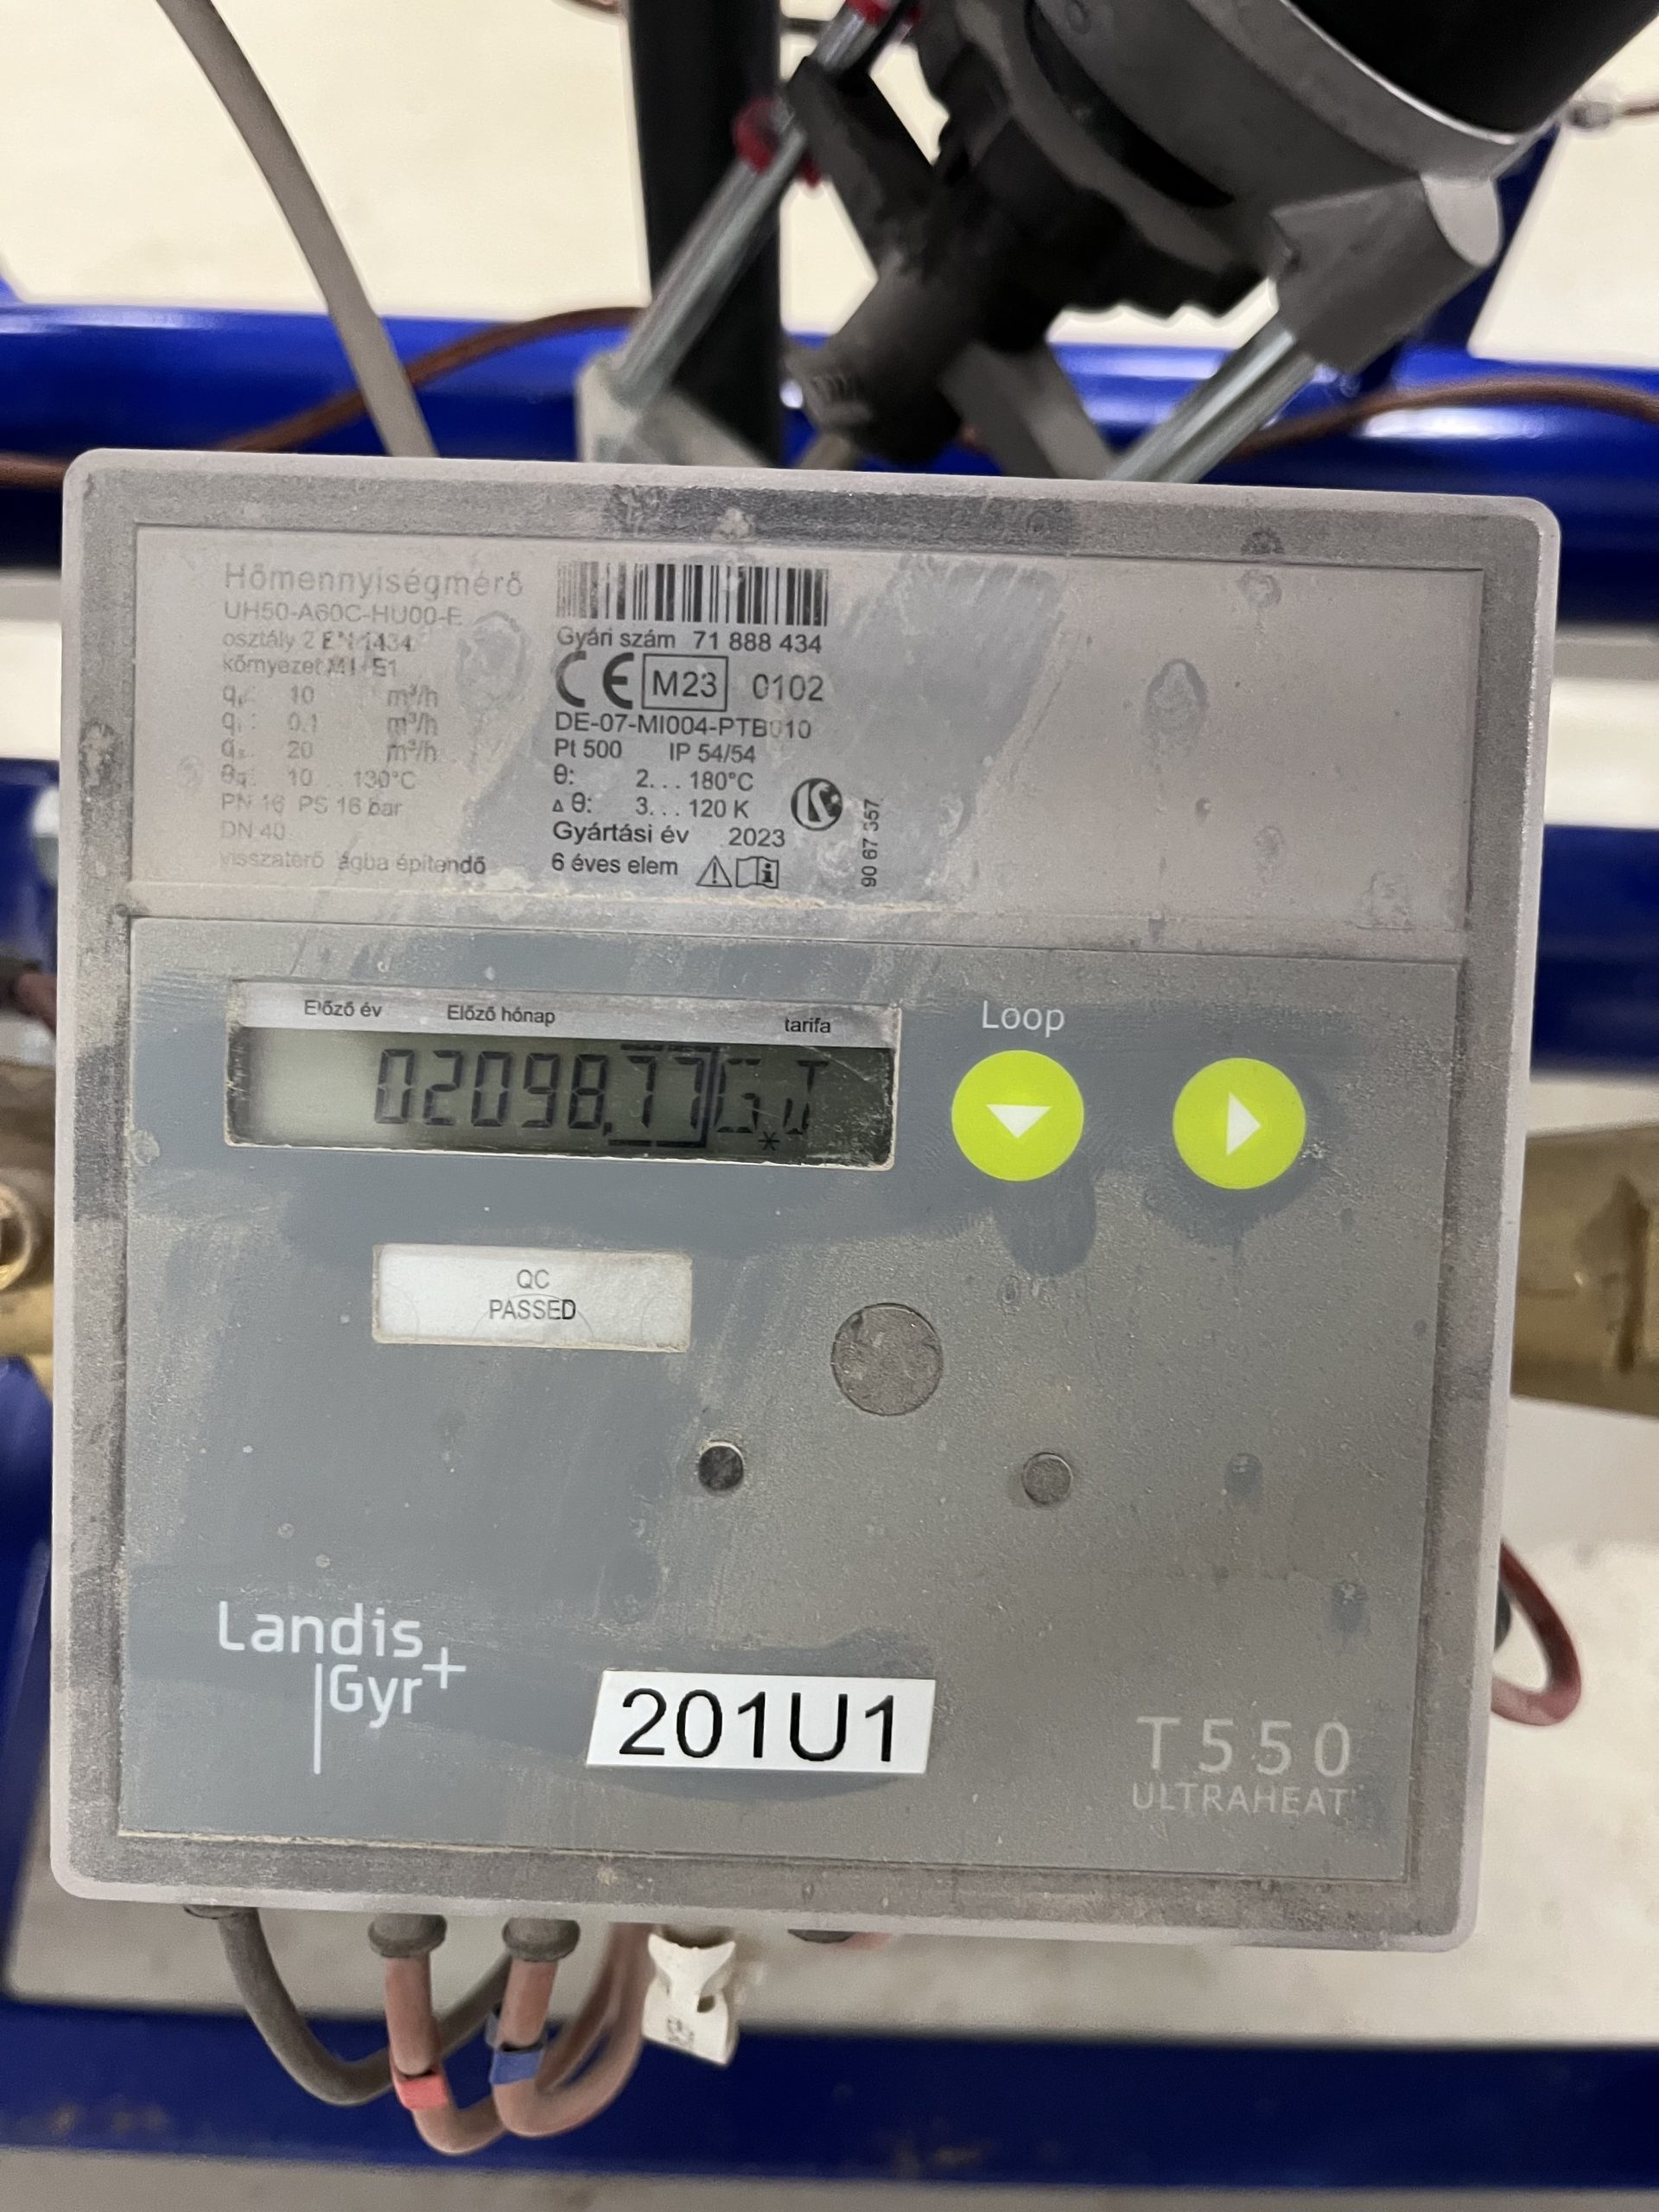 Hőmennyiségmérő
UH50-A60C-HU00-E
osztály 2 EN 1434
környezet M1 E1
qp: 10 m³/h
qi: 0.1 m³/h
qs: 20 m³/h
θq: 10...130°C
PN 16 PS 16 bar
DN 40
visszatérő ágba építendő
Gyári szám 71 888 434
CE M23 0102
DE-07-MI004-PTB010
Pt 500 IP 54/54
θ: 2...180°C
Δθ: 3...120 K
Gyártási év 2023
6 éves elem
90 67 357
Előző év Előző hónap tarifa
02098,77 GJ
Loop
QC
PASSED
Landis
Gyr+
201U1
T550
ULTRAHEAT